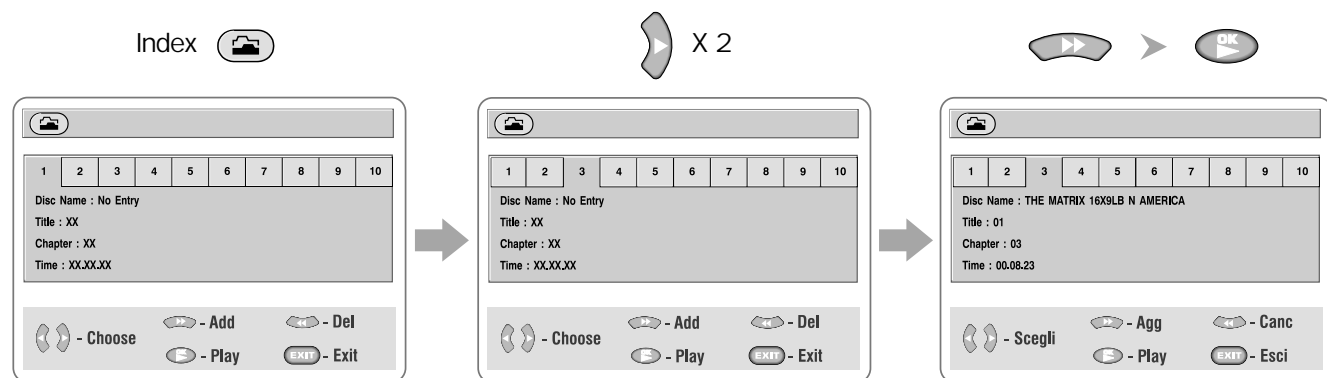 Index
X 2
OK
1 2 3 4 5 6 7 8 9 10
Disc Name : No Entry
Title : XX
Chapter : XX
Time : XX.XX.XX
- Choose
- Add
- Del
- Play
EXIT - Exit
1 2 3 4 5 6 7 8 9 10
Disc Name : No Entry
Title : XX
Chapter : XX
Time : XX.XX.XX
- Choose
- Add
- Del
- Play
EXIT - Exit
1 2 3 4 5 6 7 8 9 10
Disc Name : THE MATRIX 16X9LB N AMERICA
Title : 01
Chapter : 03
Time : 00.08.23
- Scegli
- Agg
- Canc
- Play
EXIT - Esci